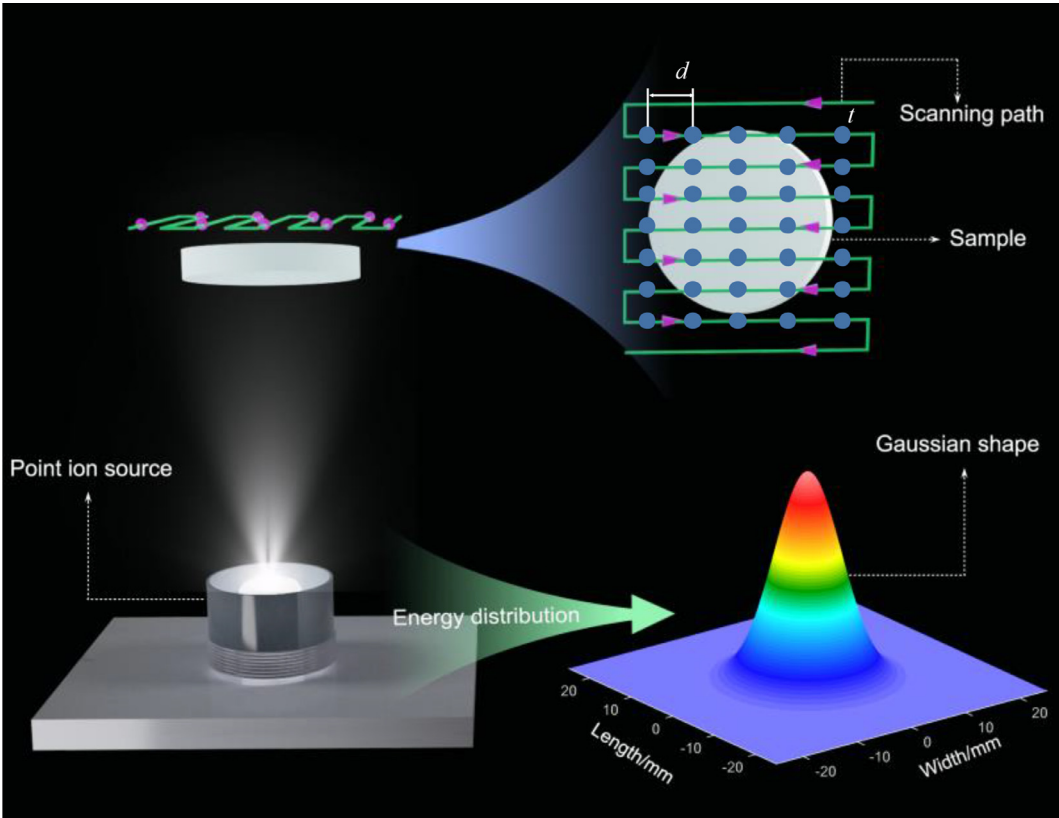 d
Scanning path
t
Sample
Point ion source
Gaussian shape
Energy distribution
20
10
0
-10
-20
Length/mm
-20
-10
0
10
20
Width/mm